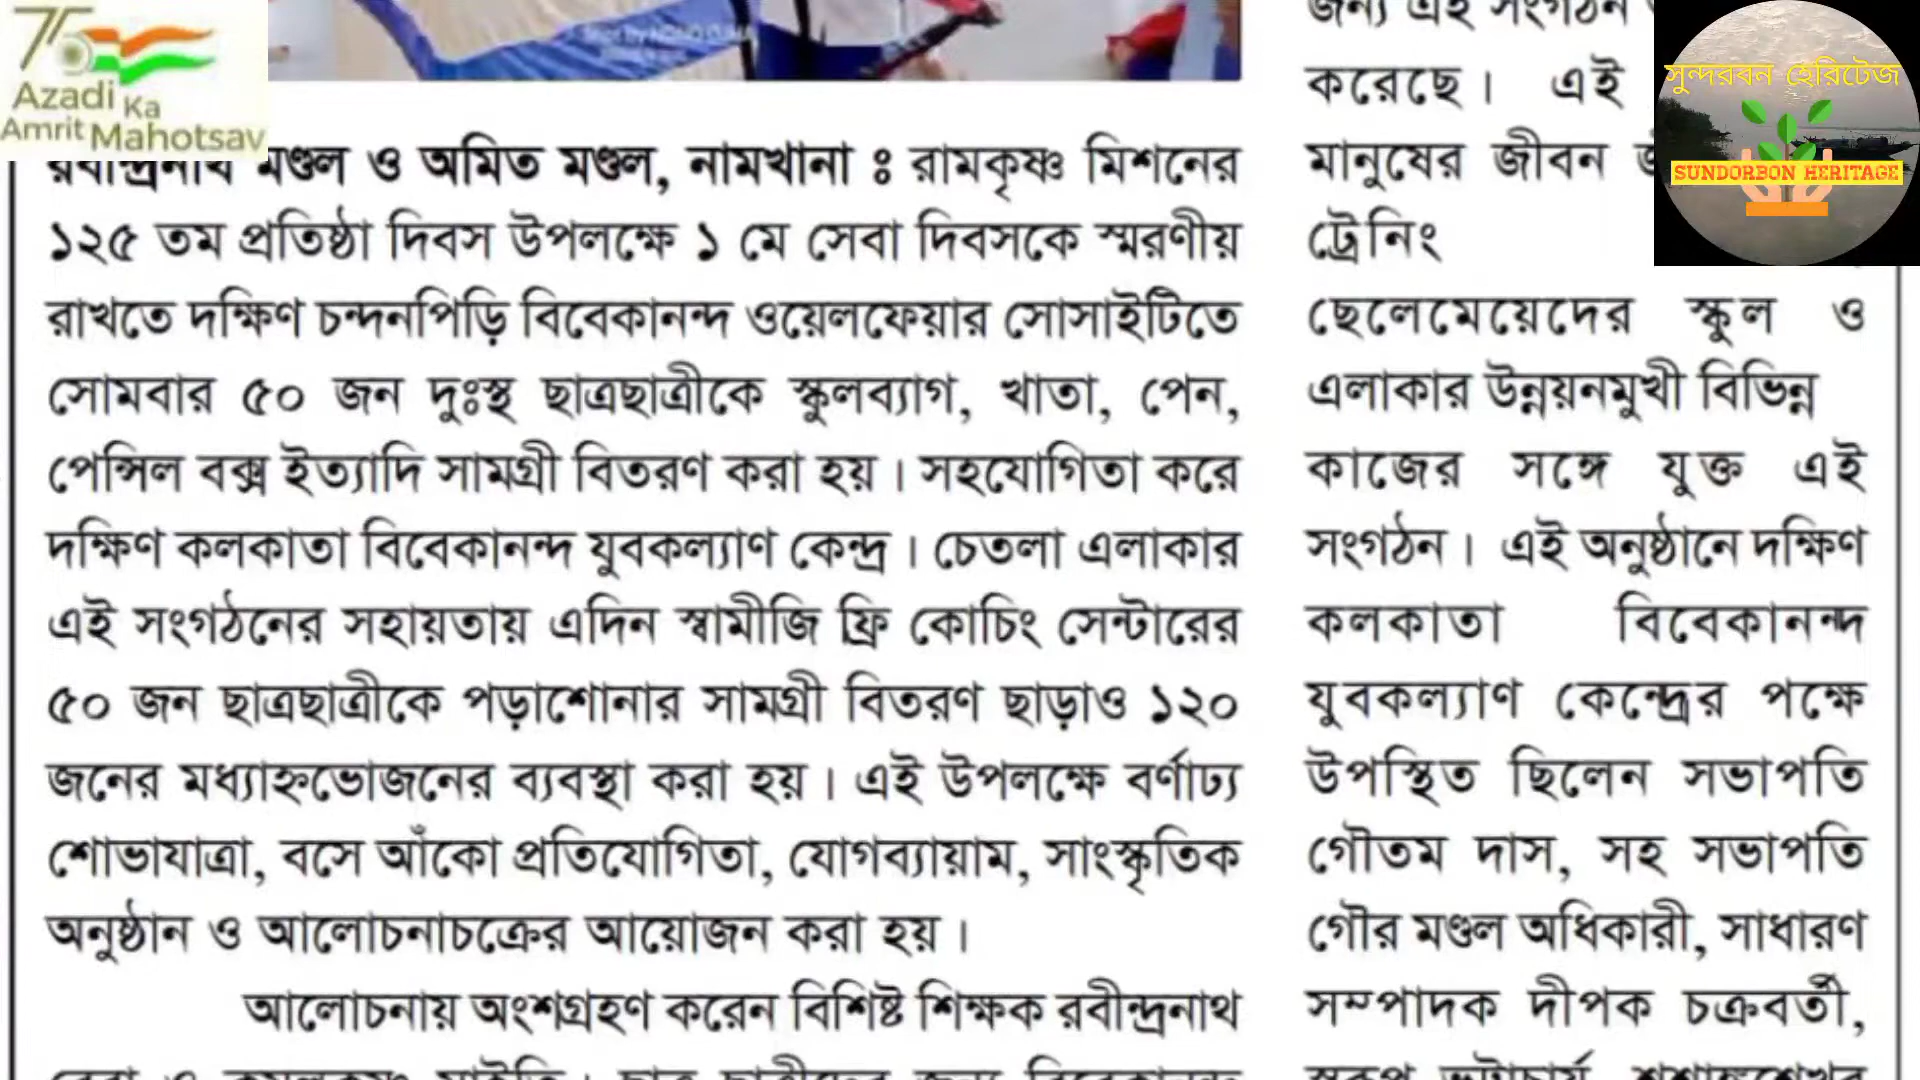 75
Azadi
Ka
Amrit Mahotsav
রবীন্দ্রনাথ মণ্ডল ও অমিত মণ্ডল, নামখানা ঃ রামকৃষ্ণ মিশনের
১২৫ তম প্রতিষ্ঠা দিবস উপলক্ষে ১ মে সেবা দিবসকে স্মরণীয়
রাখতে দক্ষিণ চন্দনপিড়ি বিবেকানন্দ ওয়েলফেয়ার সোসাইটিতে
সোমবার ৫০ জন দুঃস্থ ছাত্রছাত্রীকে স্কুলব্যাগ, খাতা, পেন,
পেন্সিল বক্স ইত্যাদি সামগ্রী বিতরণ করা হয়। সহযোগিতা করে
দক্ষিণ কলকাতা বিবেকানন্দ যুবকল্যাণ কেন্দ্র। চেতলা এলাকার
এই সংগঠনের সহায়তায় এদিন স্বামীজি ফ্রি কোচিং সেন্টারের
৫০ জন ছাত্রছাত্রীকে পড়াশোনার সামগ্রী বিতরণ ছাড়াও ১২০
জনের মধ্যাহ্নভোজনের ব্যবস্থা করা হয়। এই উপলক্ষে বর্ণাঢ্য
শোভাযাত্রা, বসে আঁকো প্রতিযোগিতা, যোগব্যায়াম, সাংস্কৃতিক
অনুষ্ঠান ও আলোচনাচক্রের আয়োজন করা হয়।
আলোচনায় অংশগ্রহণ করেন বিশিষ্ট শিক্ষক রবীন্দ্রনাথ
জন্য এই সংগঠন
করেছে। এই
মানুষের জীবন
ট্রেনিং
ছেলেমেয়েদের স্কুল ও
এলাকার উন্নয়নমুখী বিভিন্ন
কাজের সঙ্গে যুক্ত এই
সংগঠন। এই অনুষ্ঠানে দক্ষিণ
কলকাতা বিবেকানন্দ
যুবকল্যাণ কেন্দ্রের পক্ষে
উপস্থিত ছিলেন সভাপতি
গৌতম দাস, সহ সভাপতি
গৌর মণ্ডল অধিকারী, সাধারণ
সম্পাদক দীপক চক্রবর্তী,
সুন্দরবন হেরিটেজ
SUNDORBON HERITAGE